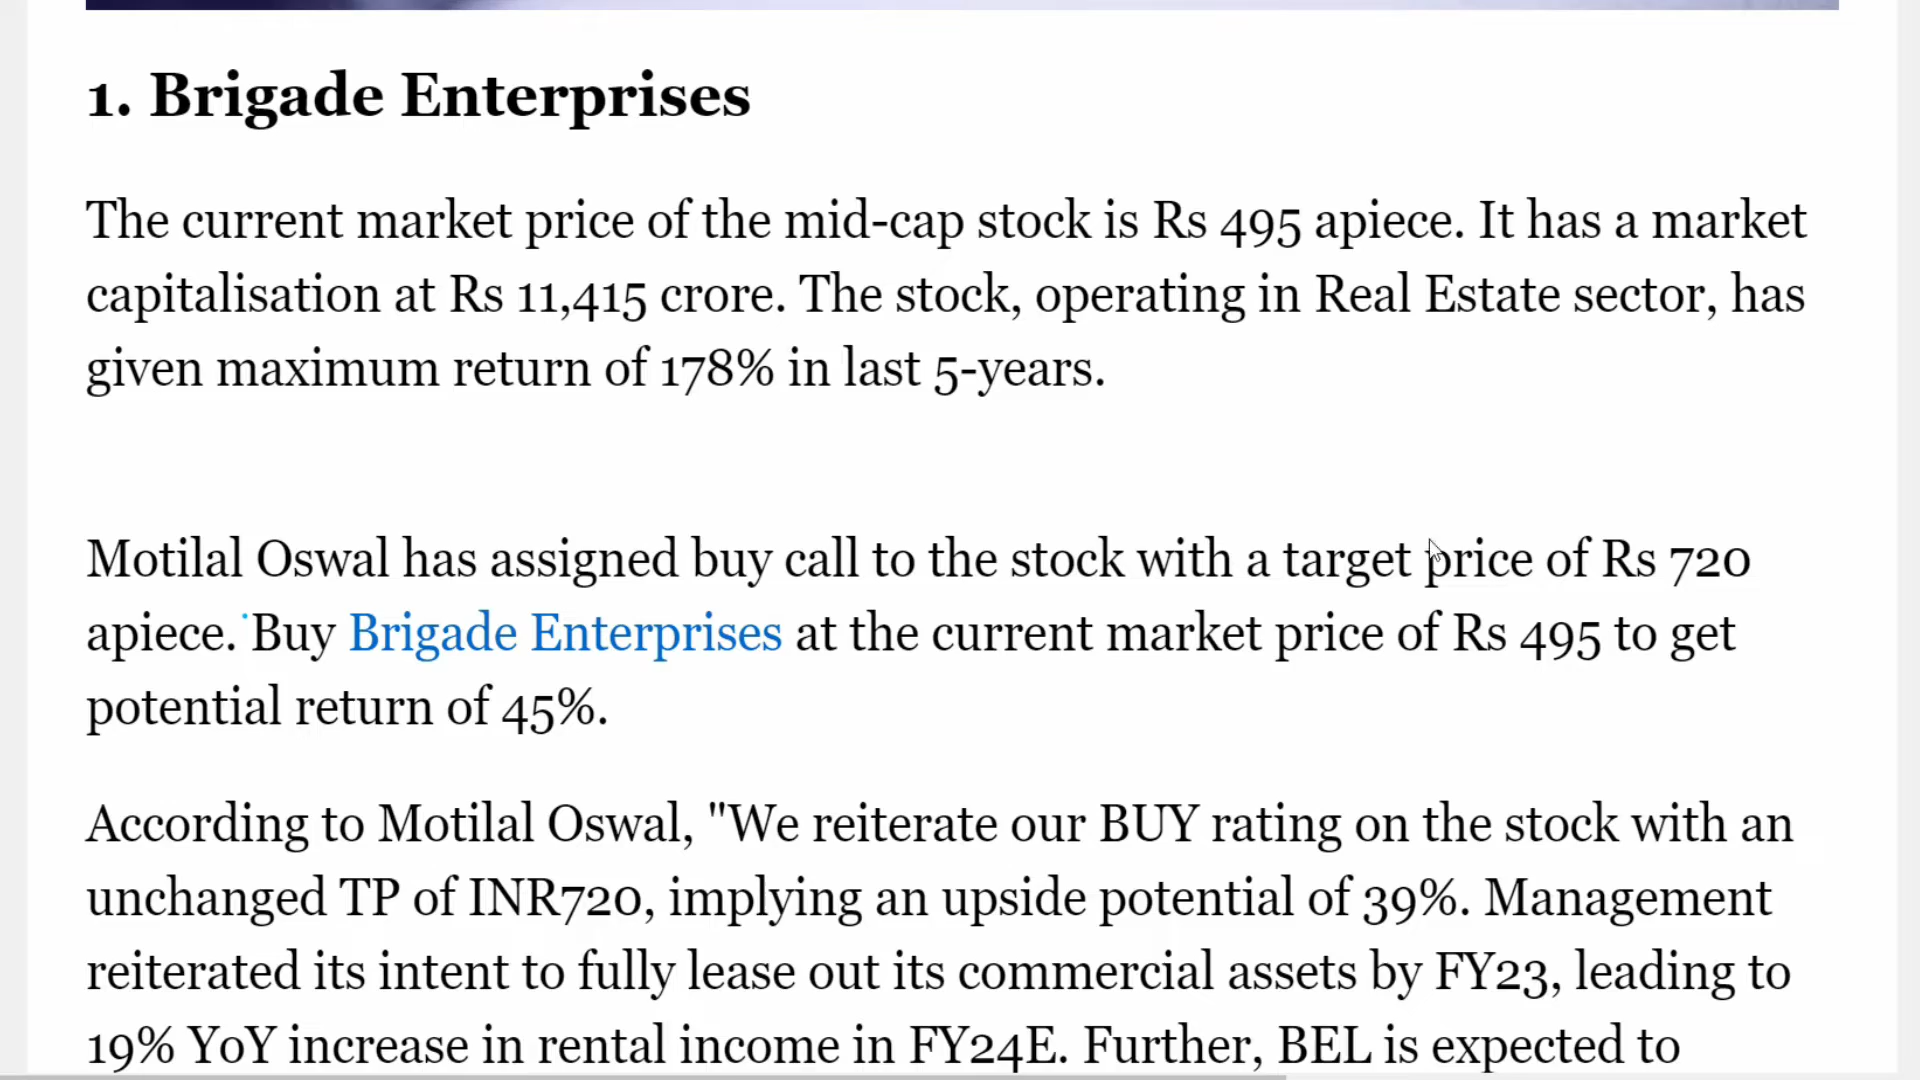 1. Brigade Enterprises
The current market price of the mid-cap stock is Rs 495 apiece. It has a market
capitalisation at Rs 11,415 crore. The stock, operating in Real Estate sector, has
given maximum return of 178% in last 5-years.
Motilal Oswal has assigned buy call to the stock with a target price of Rs 720
apiece. Buy Brigade Enterprises at the current market price of Rs 495 to get
potential return of 45%.
According to Motilal Oswal, "We reiterate our BUY rating on the stock with an
unchanged TP of INR720, implying an upside potential of 39%. Management
reiterated its intent to fully lease out its commercial assets by FY23, leading to
19% YoY increase in rental income in FY24E. Further, BEL is expected to